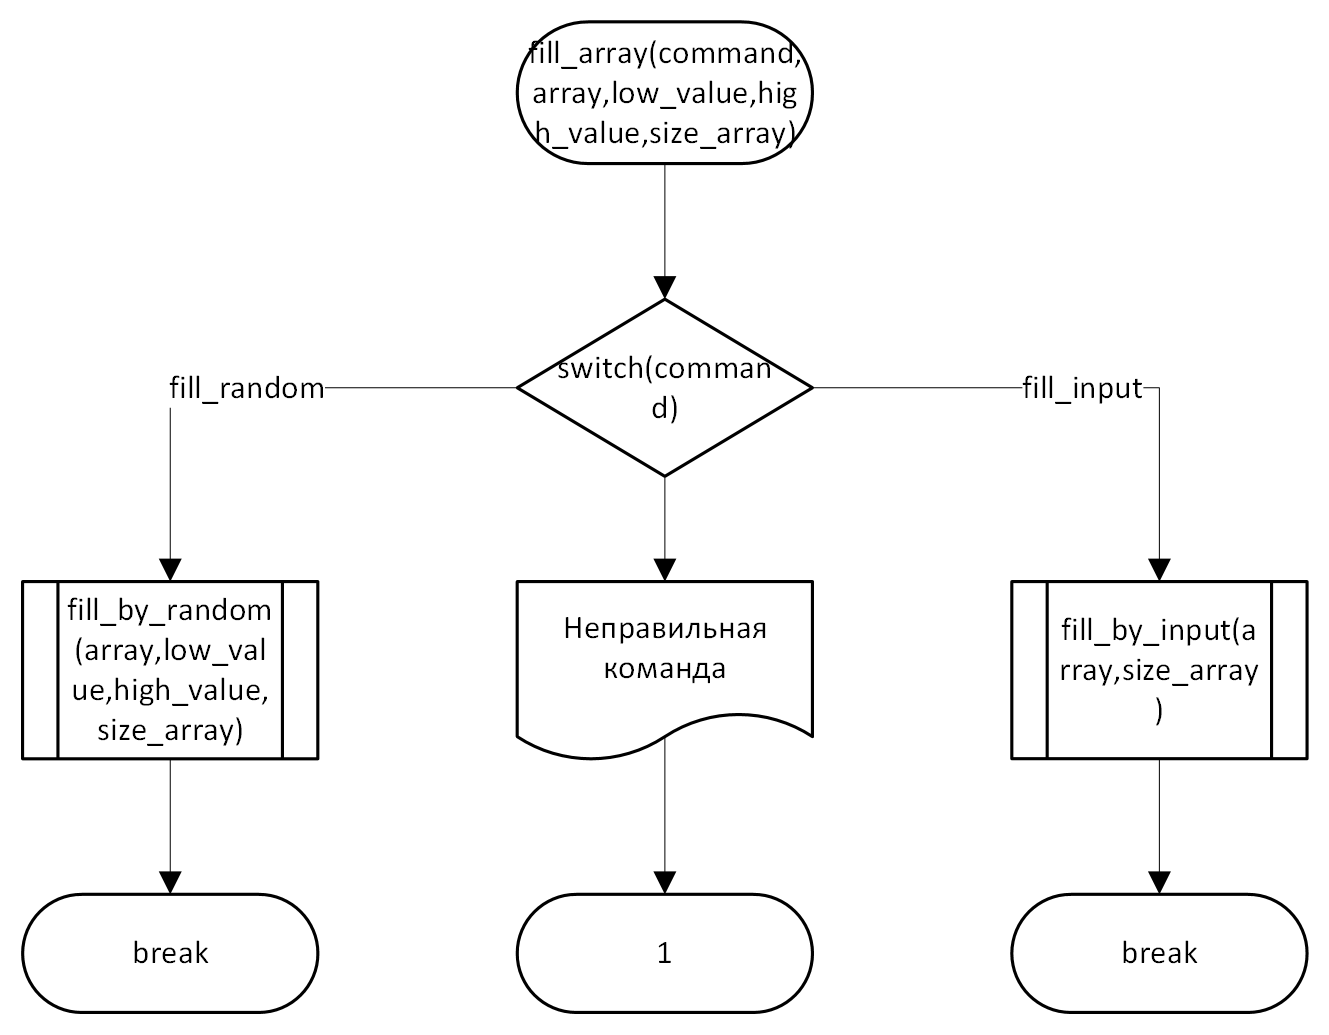 fill_array(command,
array,low_value,hig
h_value,size_array)
switch(comman
d)
fill_random
fill_input
fill_by_random
(array,low_val
ue,high_value,
size_array)
Неправильная
команда
fill_by_input(a
rray,size_array
)
break
1
break